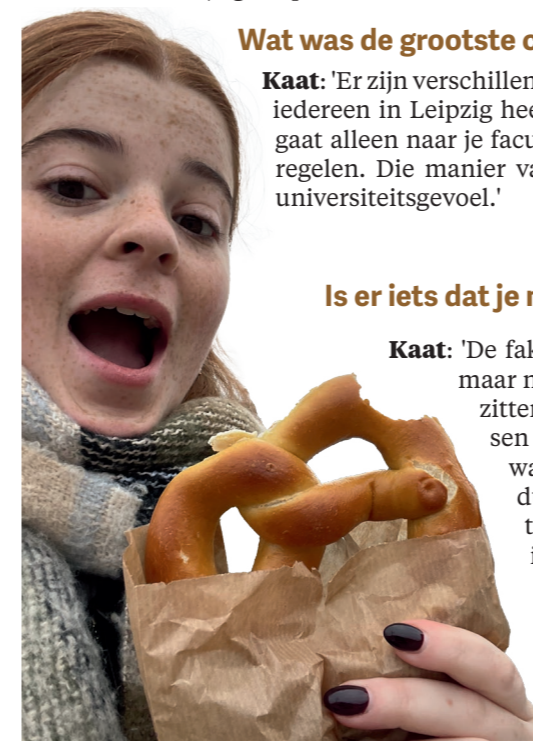 Wat was de grootste
Kaat: 'Er zijn verschillen
iedereen in Leipzig hee
gaat alleen naar je facu
regelen. Die manier va
universiteitsgevoel.'
Is er iets dat je
Kaat: 'De fak
maar
zitter
sen
wa
d
t
i